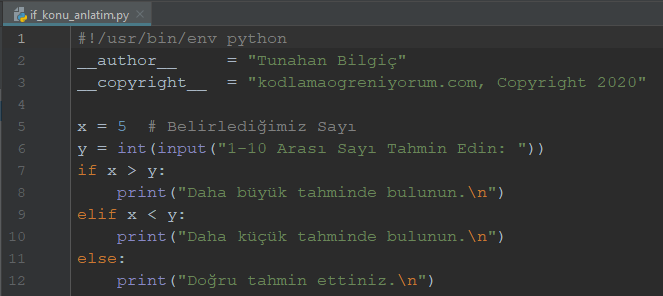 if_konu_anlatim.py
1 #!/usr/bin/env python
2 __author__ = "Tunahan Bilgiç"
3 __copyright__ = "kodlamaogreniyorum.com, Copyright 2020"
4
5 x = 5 # Belirlediğimiz Sayı
6 y = int(input("1-10 Arası Sayı Tahmin Edin: "))
7 if x > y:
8 print("Daha büyük tahminde bulunun.\n")
9 elif x < y:
10 print("Daha küçük tahminde bulunun.\n")
11 else:
12 print("Doğru tahmin ettiniz.\n")